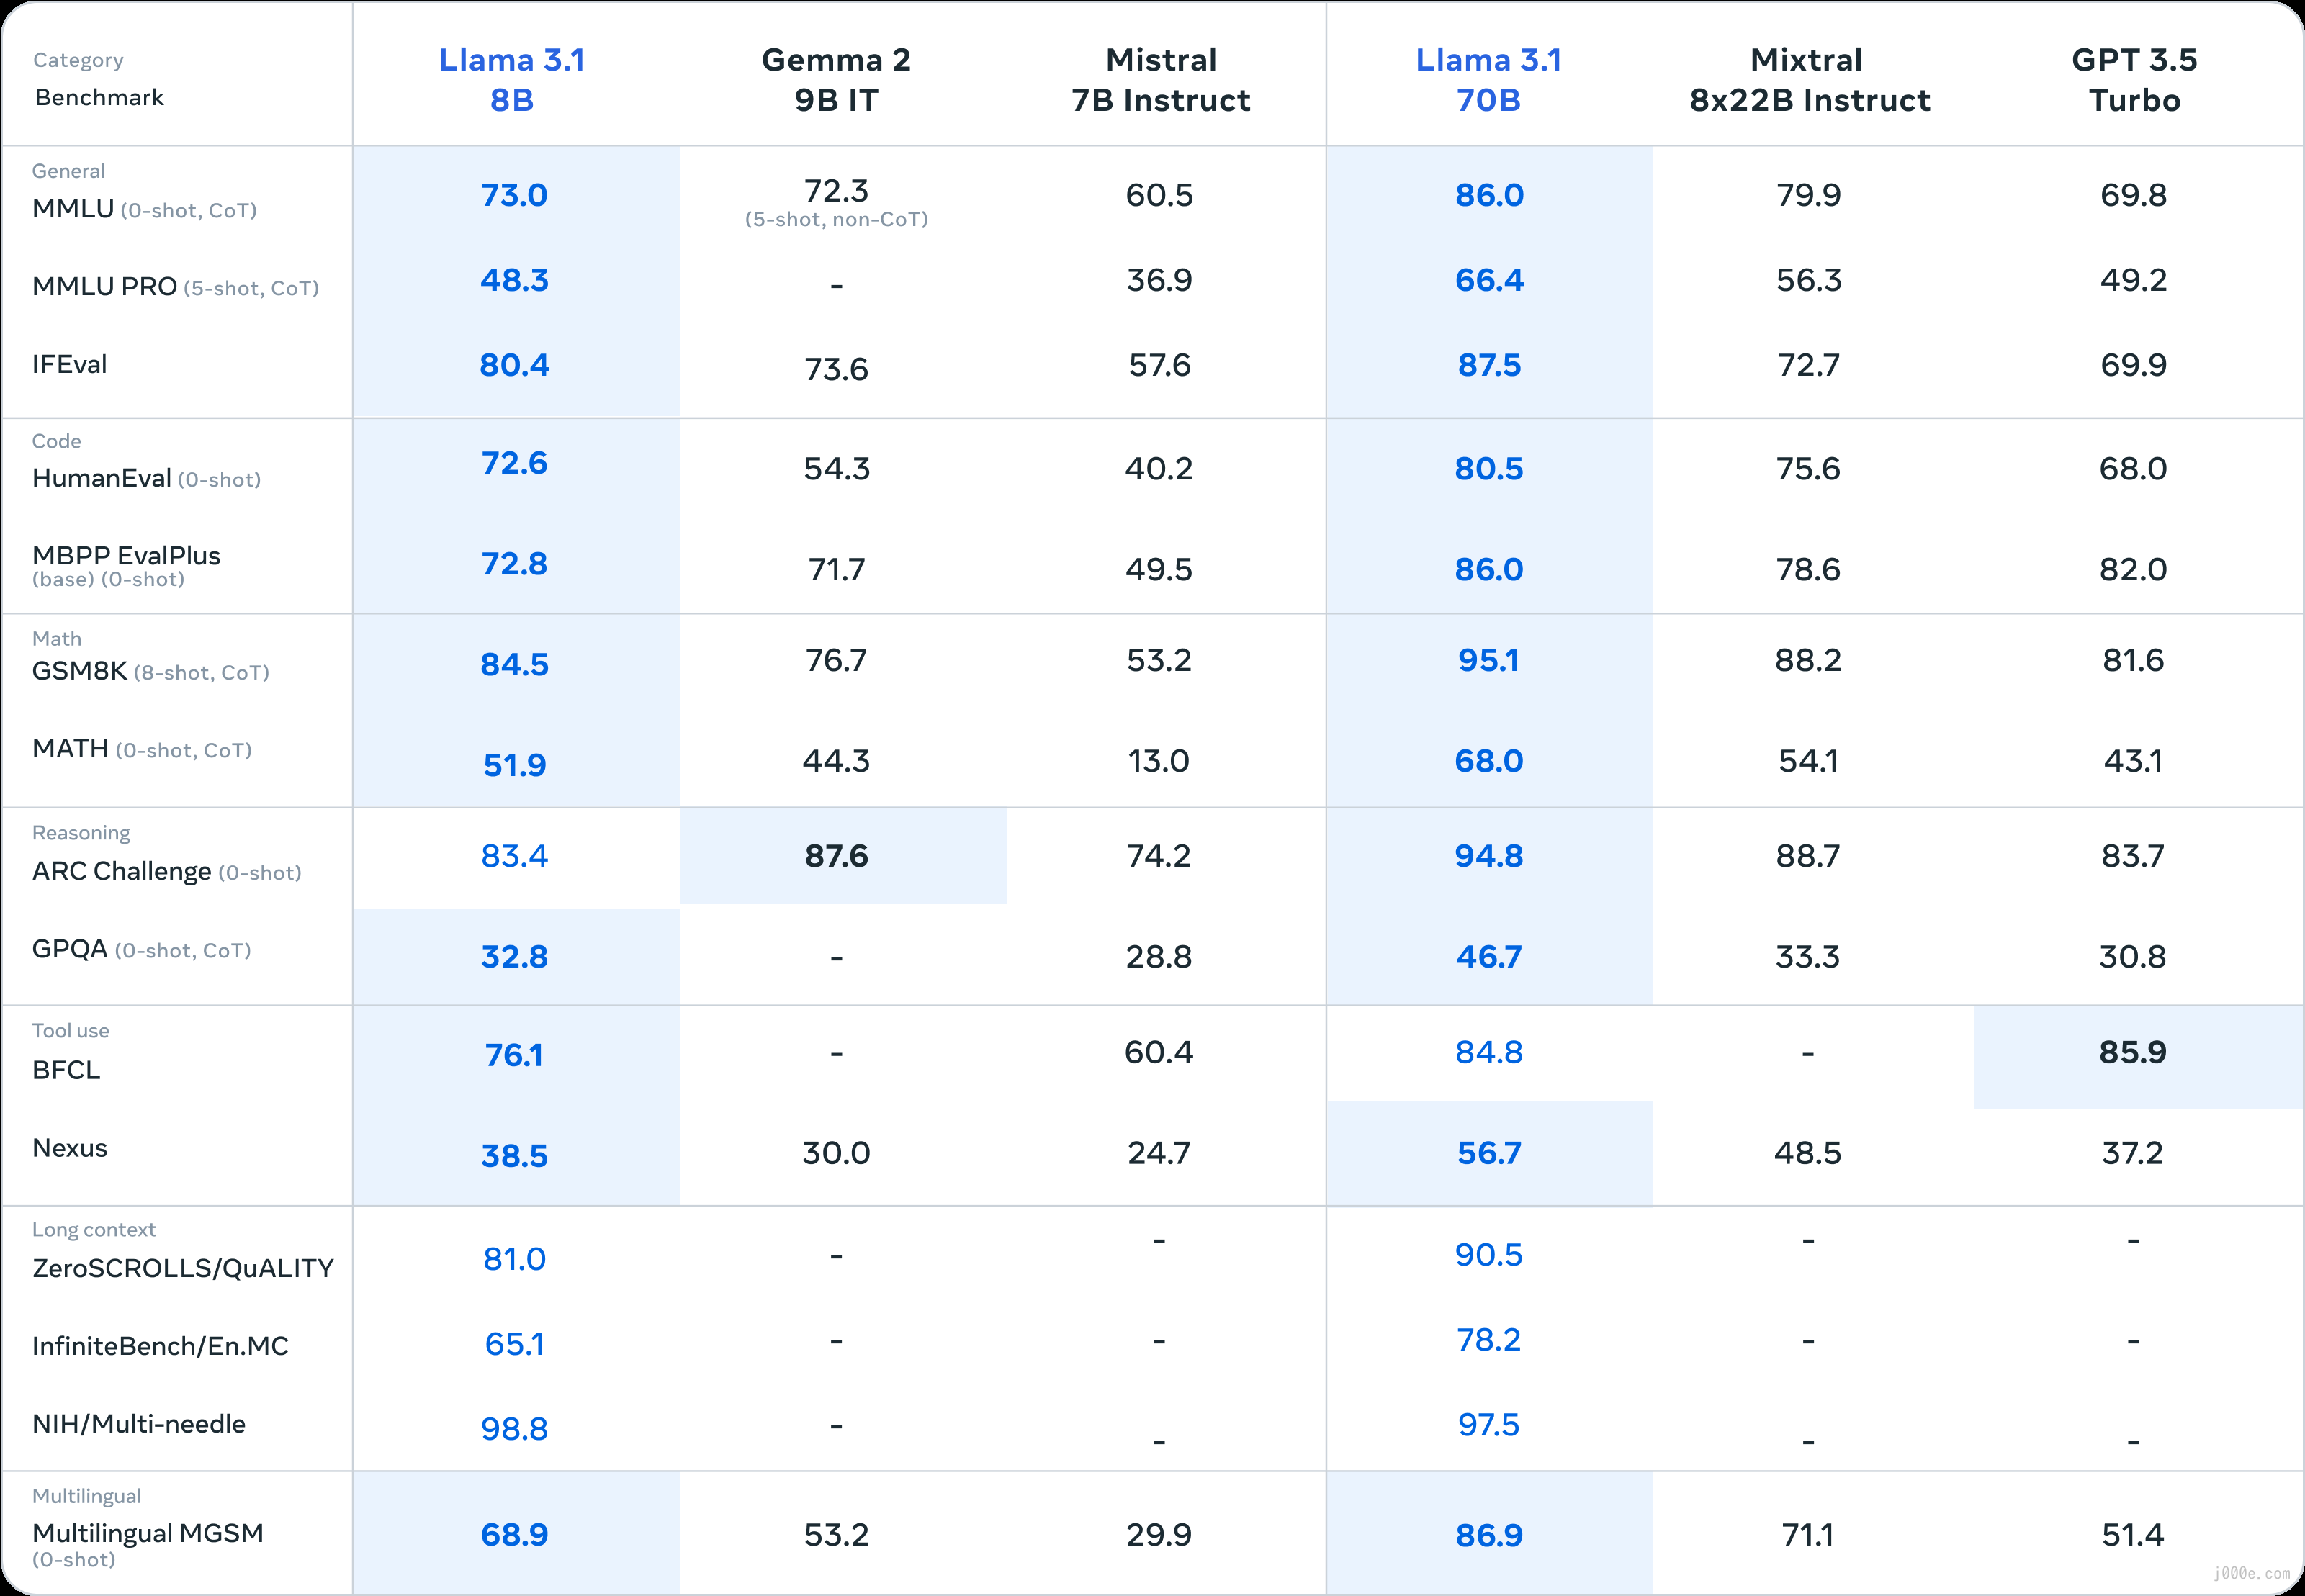 Category
Benchmark
Llama 3.1
8B
Gemma 2
9B IT
Mistral
7B Instruct
Llama 3.1
70B
Mixtral
8x22B Instruct
GPT 3.5
Turbo
General
MMLU (0-shot, CoT) 73.0 72.3 60.5 86.0 79.9 69.8
(5-shot, non-CoT)
MMLU PRO (5-shot, CoT) 48.3 - 36.9 66.4 56.3 49.2
IFEval 80.4 73.6 57.6 87.5 72.7 69.9
Code
HumanEval (0-shot) 72.6 54.3 40.2 80.5 75.6 68.0
MBPP EvalPlus 72.8 71.7 49.5 86.0 78.6 82.0
(base) (0-shot)
Math
GSM8K (8-shot, CoT) 84.5 76.7 53.2 95.1 88.2 81.6
MATH (0-shot, CoT) 51.9 44.3 13.0 68.0 54.1 43.1
Reasoning
ARC Challenge (0-shot) 83.4 87.6 74.2 94.8 88.7 83.7
GPQA (0-shot, CoT) 32.8 - 28.8 46.7 33.3 30.8
Tool use
BFCL 76.1 - 60.4 84.8 - 85.9
Nexus 38.5 30.0 24.7 56.7 48.5 37.2
Long context
ZeroSCROLLS/QuALITY 81.0 - - 90.5 - -
InfiniteBench/En.MC 65.1 - - 78.2 - -
NIH/Multi-needle 98.8 - - 97.5 - -
Multilingual
Multilingual MGSM 68.9 53.2 29.9 86.9 71.1 51.4
(0-shot)
j000e.com